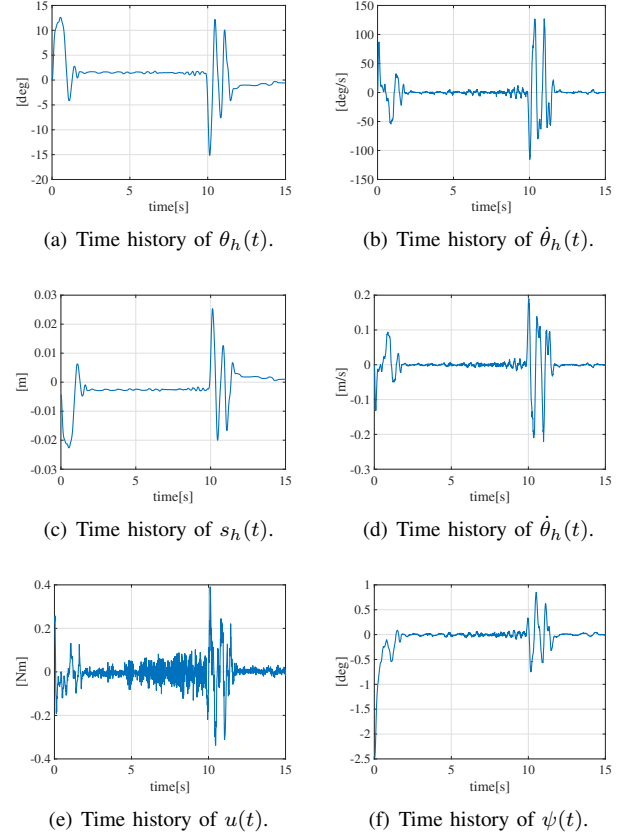 15
10
5
0
-5
-10
-15
-20
[deg]
0 5 10 15
time[s]
(a) Time history of θ_h(t).
150
100
50
0
-50
-100
-150
[deg/s]
0 5 10 15
time[s]
(b) Time history of θ̇_h(t).
0.03
0.02
0.01
0
-0.01
-0.02
-0.03
[m]
0 5 10 15
time[s]
(c) Time history of s_h(t).
0.2
0.1
0
-0.1
-0.2
-0.3
[m/s]
0 5 10 15
time[s]
(d) Time history of θ̇_h(t).
0.4
0.2
0
-0.2
-0.4
[Nm]
0 5 10 15
time[s]
(e) Time history of u(t).
1
0.5
0
-0.5
-1
-1.5
-2
-2.5
[deg]
0 5 10 15
time[s]
(f) Time history of ψ(t).